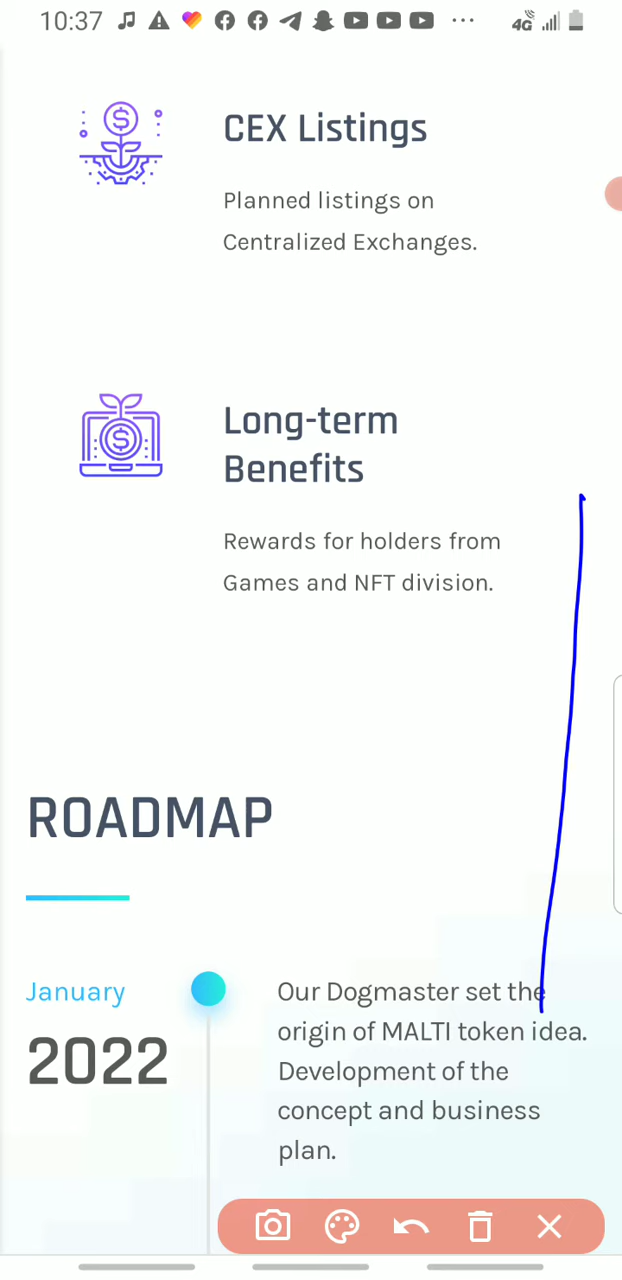 10:37
4G
CEX Listings
Planned listings on
Centralized Exchanges.
Long-term
Benefits
Rewards for holders from
Games and NFT division.
ROADMAP
January
2022
Our Dogmaster set the
origin of MALTI token idea.
Development of the
concept and business
plan.